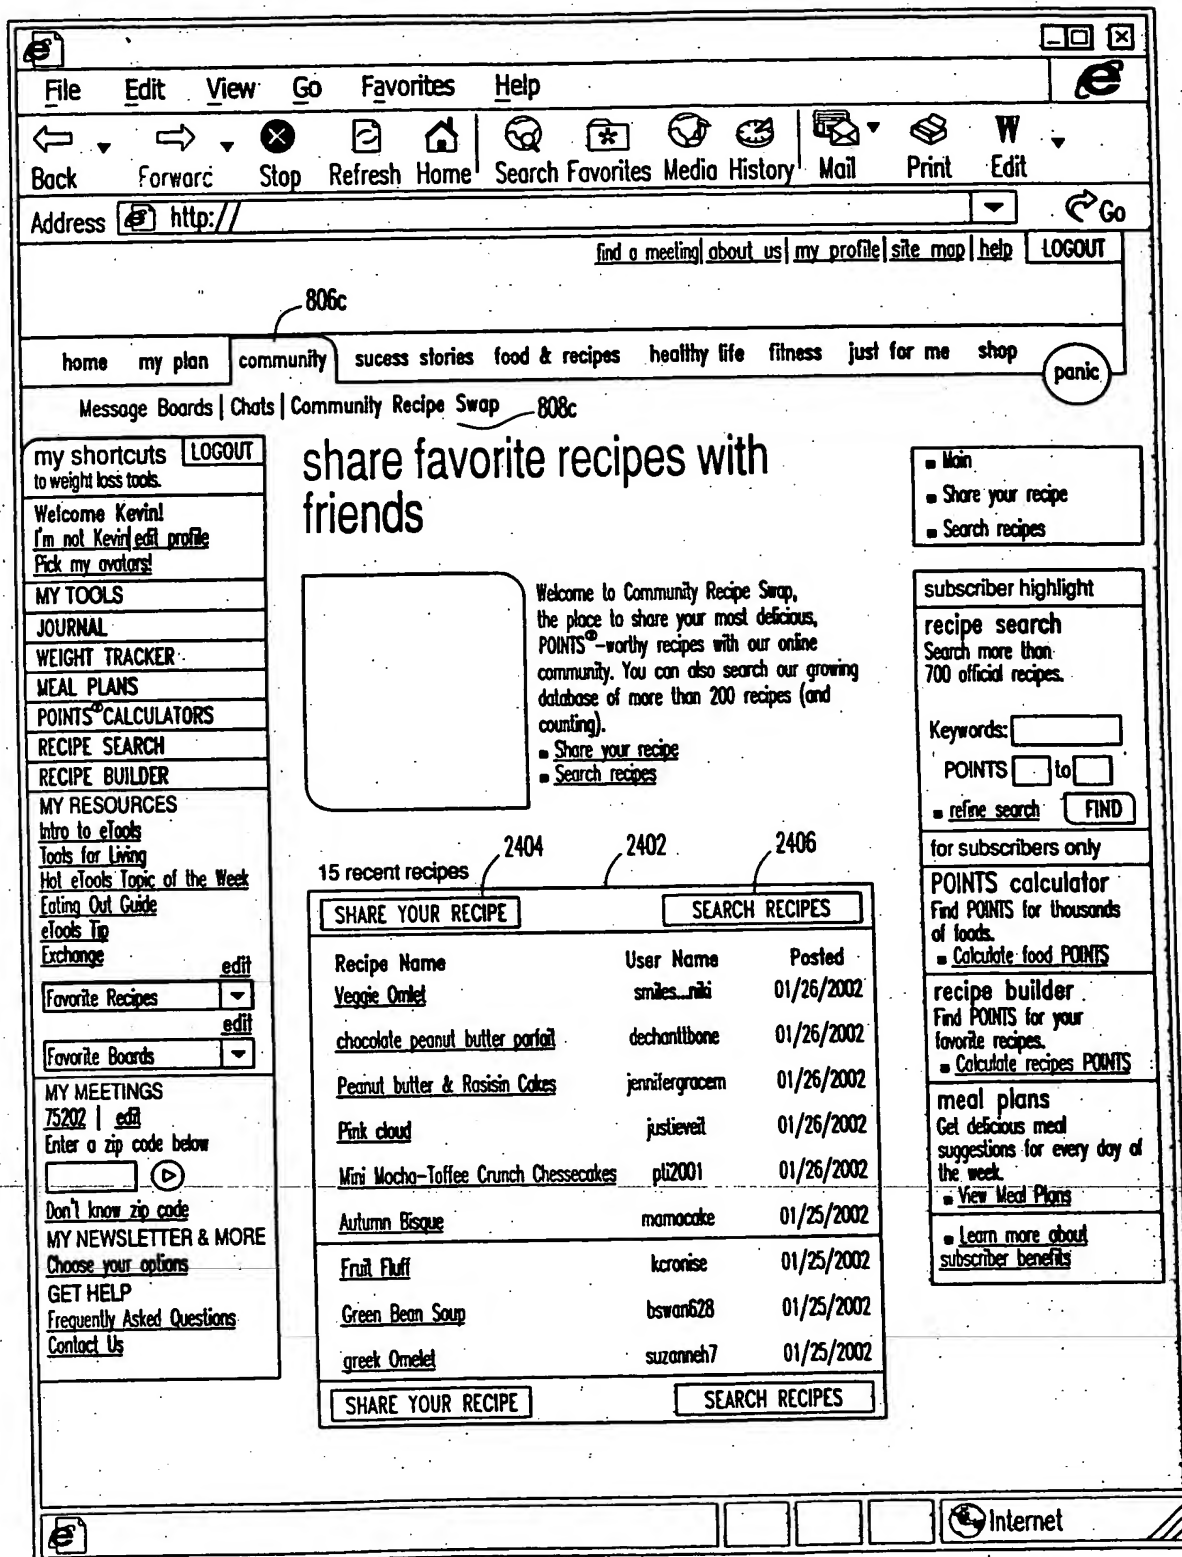 File Edit View Go Favorites Help
Back Forward Stop Refresh Home Search Favorites Media History Mail Print Edit
Address http:// Go
find a meeting| about us| my profile| site map| help LOGOUT
806c
home my plan community sucess stories food & recipes healthy life fitness just for me shop panic
Message Boards | Chats | Community Recipe Swap 808c
my shortcuts LOGOUT
to weight loss tools.
Welcome Kevin!
I'm not Kevin| edit profile
Pick my avatars!
MY TOOLS
JOURNAL
WEIGHT TRACKER
MEAL PLANS
POINTS® CALCULATORS
RECIPE SEARCH
RECIPE BUILDER
MY RESOURCES
Intro to eTools
Tools for Living
Hot eTools Topic of the Week
Eating Out Guide
eTools Tip
Exchange
edit
Favorite Recipes
edit
Favorite Boards
MY MEETINGS
75202 | edit
Enter a zip code below
Don't know zip code
MY NEWSLETTER & MORE
Choose your options
GET HELP
Frequently Asked Questions
Contact Us
share favorite recipes with
friends
Welcome to Community Recipe Swap,
the place to share your most delicious,
POINTS®-worthy recipes with our online
community. You can also search our growing
database of more than 200 recipes (and
counting).
Share your recipe
Search recipes
2404 2402 2406
15 recent recipes
SHARE YOUR RECIPE SEARCH RECIPES
Recipe Name User Name Posted
Veggie Omlet smiles...niki 01/26/2002
chocolate peanut butter parfait dechanttbone 01/26/2002
Peanut butter & Rasisin Cakes jennifergracem 01/26/2002
Pink cloud justieveil 01/26/2002
Mini Mocha-Toffee Crunch Chessecakes pti2001 01/26/2002
Autumn Bisque mamacake 01/25/2002
Fruit Fluff kcronise 01/25/2002
Green Bean Soup bswan628 01/25/2002
greek Omelet suzanneh7 01/25/2002
SHARE YOUR RECIPE SEARCH RECIPES
Main
Share your recipe
Search recipes
subscriber highlight
recipe search
Search more than
700 official recipes.
Keywords:
POINTS to
refine search FIND
for subscribers only
POINTS calculator
Find POINTS for thousands
of foods.
Calculate food POINTS
recipe builder
Find POINTS for your
favorite recipes.
Calculate recipes POINTS
meal plans
Get delicious meal
suggestions for every day of
the week.
View Meal Plans
Learn more about
subscriber benefits
Internet